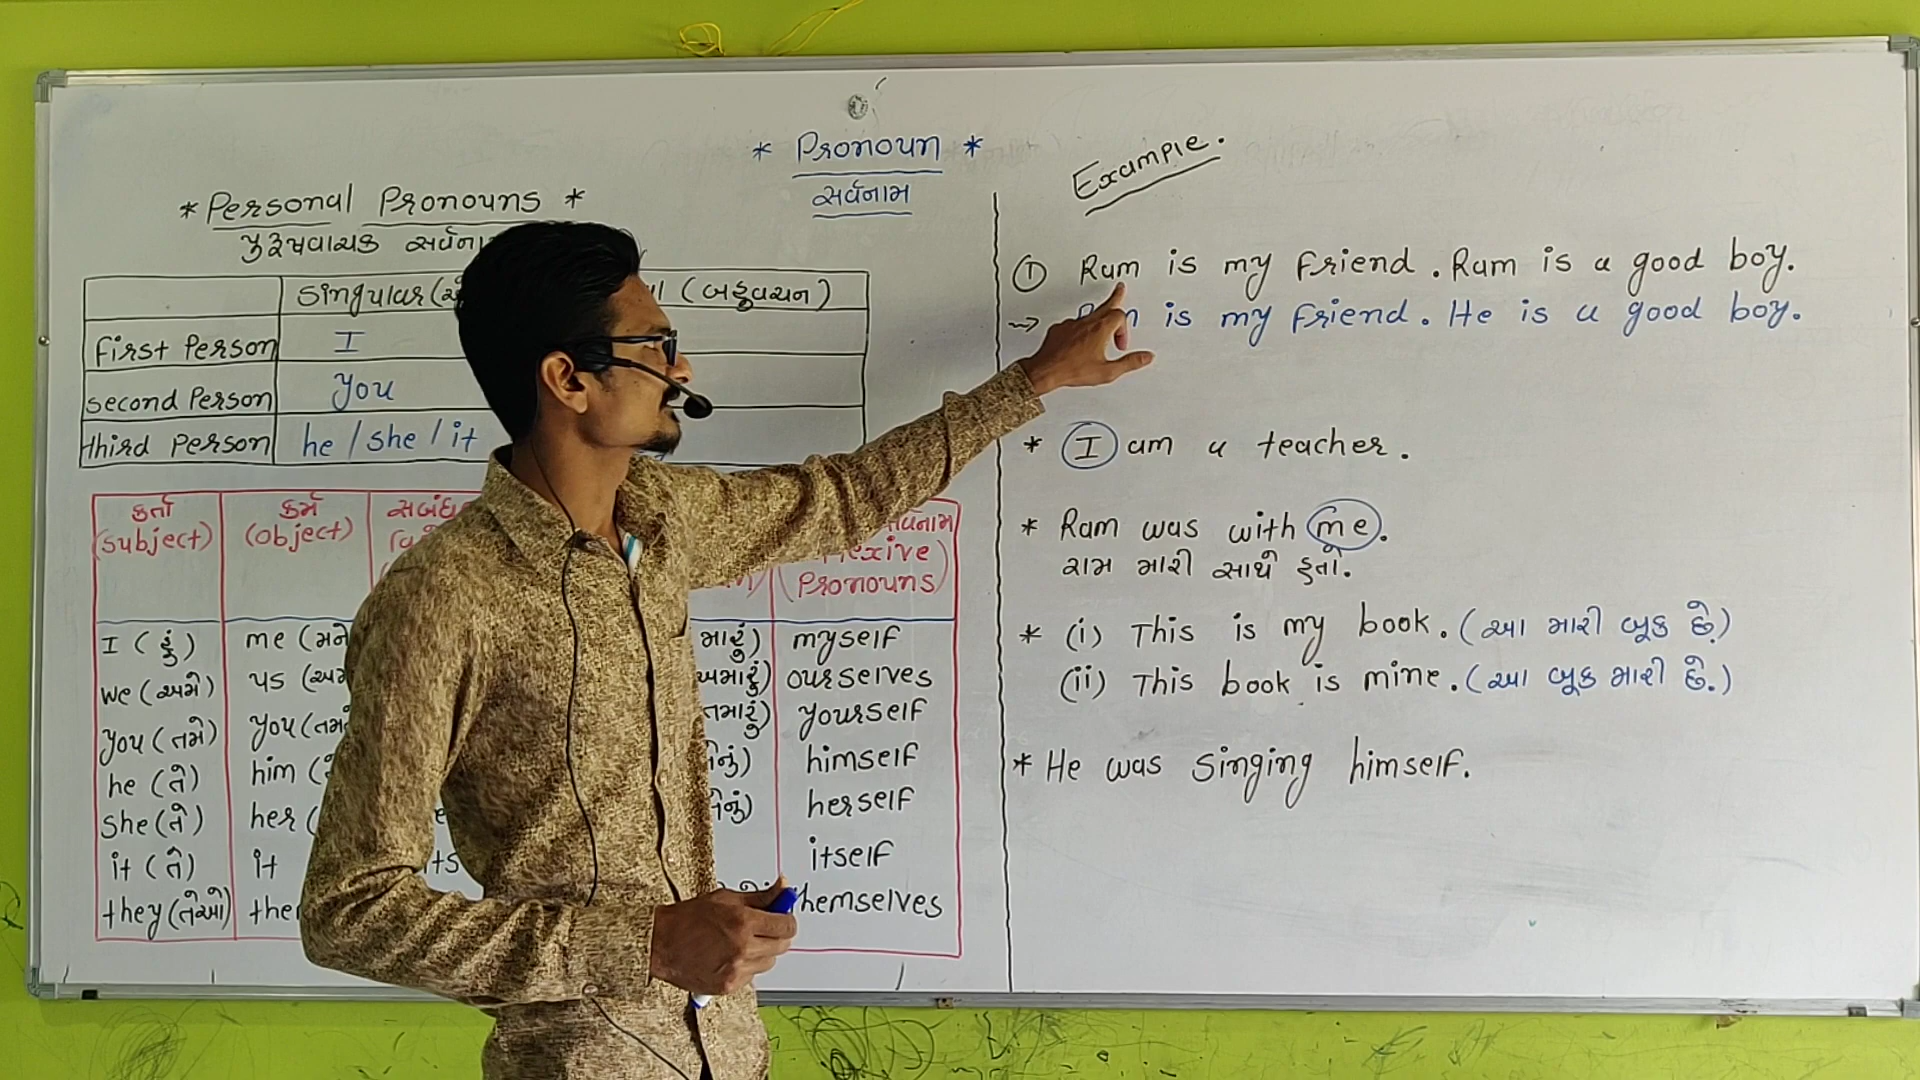 * Pronoun *
સર્વનામ
* Personal Pronouns *
પુરૂષવાચક
Singular
(બહુવચન)
First Person I
Second Person you
third Person he / she / it
કર્તા (subject)
કર્મ (object)
Pronouns)
I (હું) me (મને મારું) myself
we (અમે) us અમારું) ourselves
you (તમે) you તમારું) yourself
he (તે) him himself
she (તે) her herself
it (તે) it itself
they (તેઓ) themselves
Example.
① Ram is my friend. Ram is a good boy.
is my friend. He is a good boy.
* I am a teacher.
* Ram was with me.
રામ મારી સાથે હતો.
* (i) This is my book. (આ મારી બૂક છે.)
(ii) This book is mine. (આ બૂક મારી છે.)
* He was singing himself.